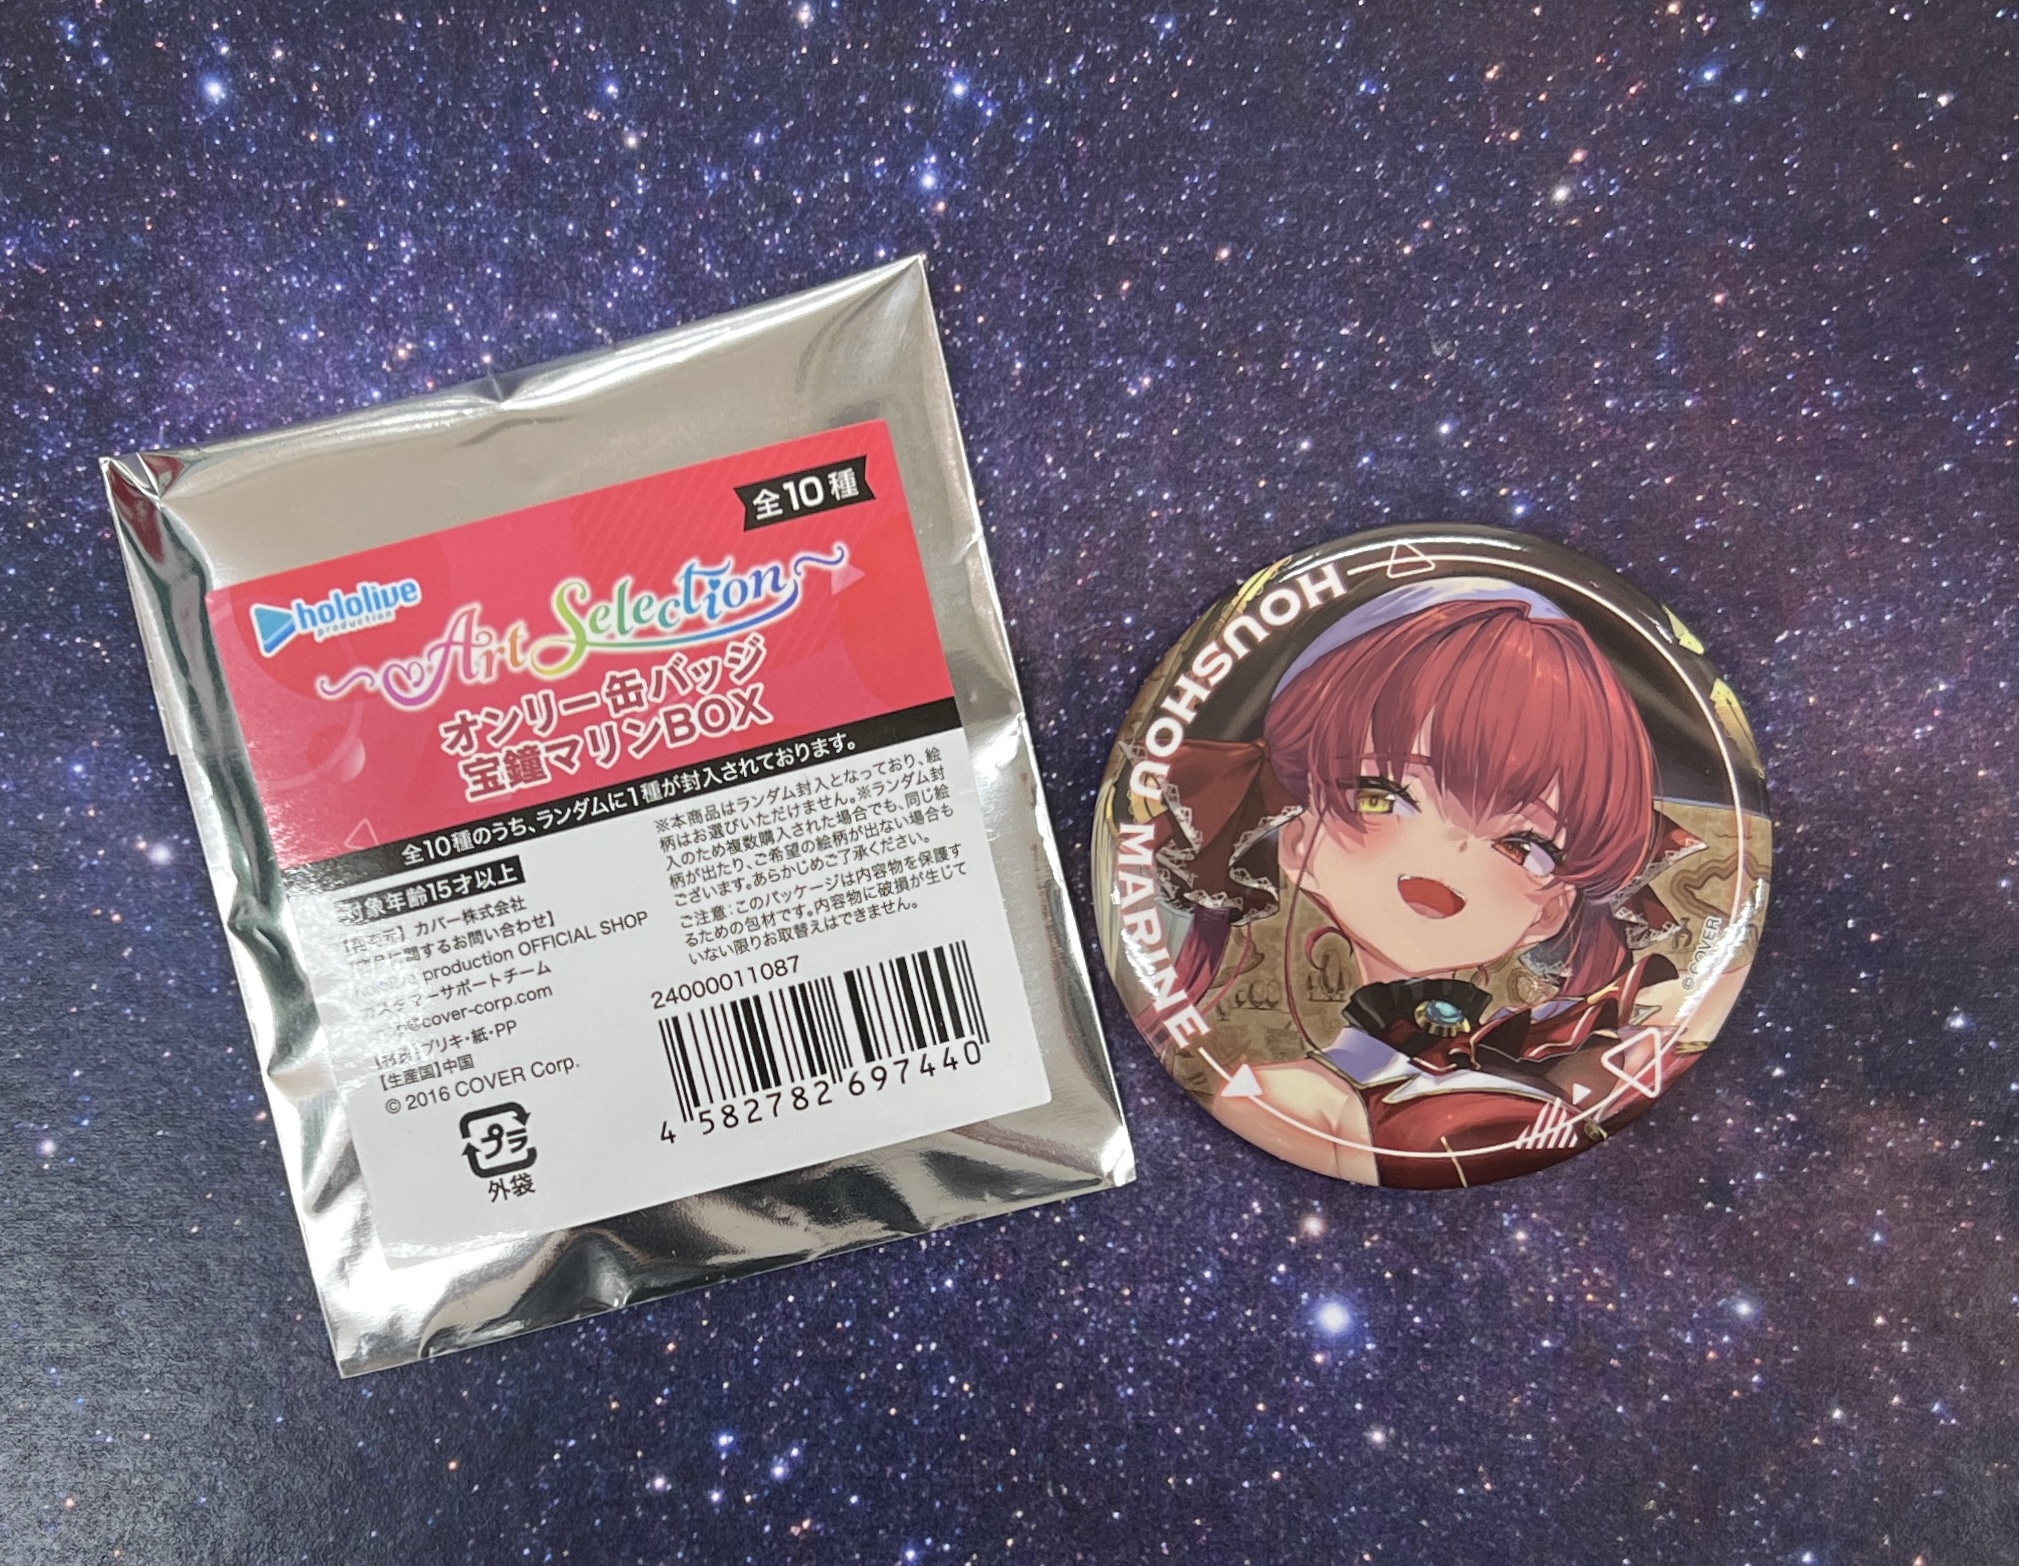 全10種
hololive
production
Art Selection
オンリー缶バッジ
宝鐘マリンBOX
全10種のうち、ランダムに1種が封入されております。
対象年齢15才以上
カバー株式会社
に関するお問い合わせ】
production OFFICIAL SHOP
カスタマーサポートチーム
@cover-corp.com
ブリキ・紙・PP
【生産国】中国
© 2016 COVER Corp.
プラ
外袋
※本商品はランダム封入となっており、絵
柄はお選びいただけません。※ランダム封
入のため複数購入された場合でも、同じ絵
柄が出たり、ご希望の絵柄が出ない場合も
ございます。あらかじめご了承ください。
ご注意:このパッケージは内容物を保護す
るための包材です。内容物に破損が生じて
いない限りお取替えはできません。
24000011087
4 582782 697440
HOUSHOU MARINE
© COVER